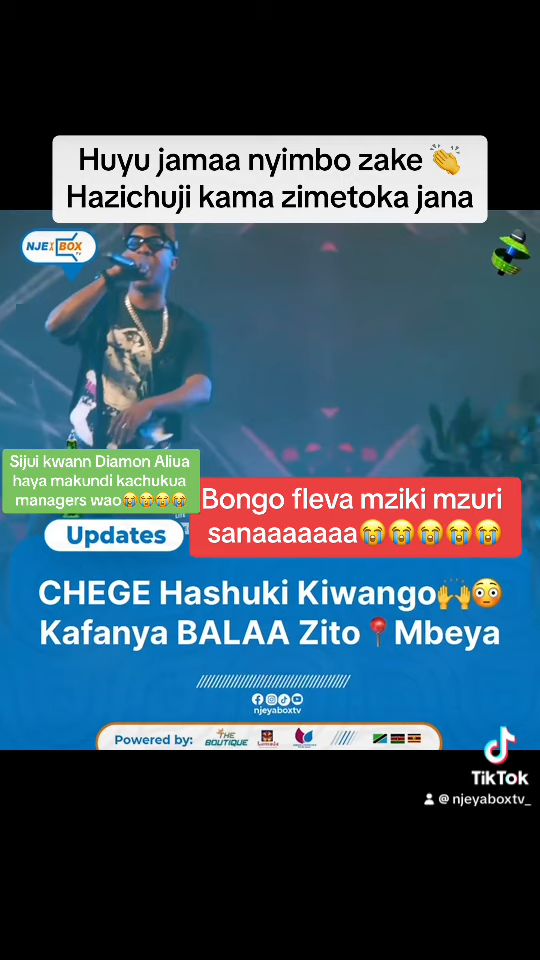 Huyu jamaa nyimbo zake 👏
Hazichuji kama zimetoka jana
NJE BOX
TV
Sijui kwann Diamon Aliua
haya makundi kachukua
managers wao😭😭😭😭
Bongo fleva mziki mzuri
sanaaaaaaa😭😭😭😭😭
Updates
CHEGE Hashuki Kiwango🙌😳
Kafanya BALAA Zito📍Mbeya
njeyaboxtv
Powered by:
THE
BOUTIQUE
TikTok
@ njeyaboxtv_